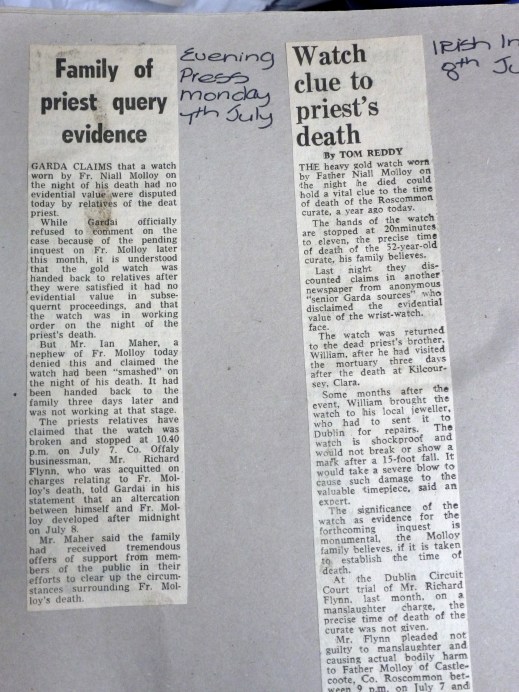 Family of
priest query
evidence
GARDA CLAIMS that a watch
worn by Fr. Niall Molloy on
the night of his death had no
evidential value were disputed
today by relatives of the deat
priest.
While Gardai officially
refused to comment on the
case because of the pending
inquest on Fr. Molloy later
this month, it is understood
that the gold watch was
handed back to relatives after
they were satisfied it had no
evidential value in subse-
quernt proceedings, and that
the watch was in working
order on the night of the
priest's death.
But Mr. Ian Maher, a
nephew of Fr. Molloy today
denied this and claimed the
watch had been "smashed" on
the night of his death. It had
been handed back to the
family three days later and
was not working at that stage.
The priests relatives have
claimed that the watch was
broken and stopped at 10.40
p.m. on July 7. Co. Offaly
businessman, Mr. Richard
Flynn, who was acquitted on
charges relating to Fr. Mol-
loy's death, told Gardai in his
statement that an altercation
between himself and Fr. Mol-
loy developed after midnight
on July 8.
Mr. Maher said the family
had received tremendous
offers of support from mem-
bers of the public in their
efforts to clear up the circum-
stances surrounding Fr. Mol-
loy's death.
Evening
Press
Monday
7th July
Watch
clue to
priest's
death
By TOM REDDY
THE heavy gold watch worn
by Father Niall Molloy on
the night he died could
hold a vital clue to the time
of death of the Roscommon
curate, a year ago today.
The hands of the watch
are stopped at 20nminutes
to eleven, the precise time
of death of the 52-year-old
curate, his family believes.
Last night they dis-
counted claims in another
newspaper from anonymous
"senior Garda sources" who
disclaimed the evidential
value of the wrist-watch.
face.
The watch was returned
to the dead priest's brother,
William, after he had visited
the mortuary three days
after the death at Kilcour-
sey, Clara.
Some months after the
event, William brought the
watch to his local jeweller,
who had to sent it to
Dublin for repairs. The
watch is shockproof and
would not break or show a
mark after a 15-foot fall. It
would take a severe blow to
cause such damage to the
valuable timepiece, said an
expert.
The significance of the
watch as evidence for the
forthcoming inquest is
monumental, the Molloy
family believes, if it is taken
to establish the time of
death.
At the Dublin Circuit
Court trial of Mr. Richard
Flynn, last month, on a
manslaughter charge, the
precise time of death of the
curate was not given.
Mr. Flynn pleaded not
guilty to manslaughter and
causing actual bodily harm
to Father Molloy of Castle-
coote, Co. Roscommon bet-
ween 9 p.m. on July 7 and
Irish In
8th Ju